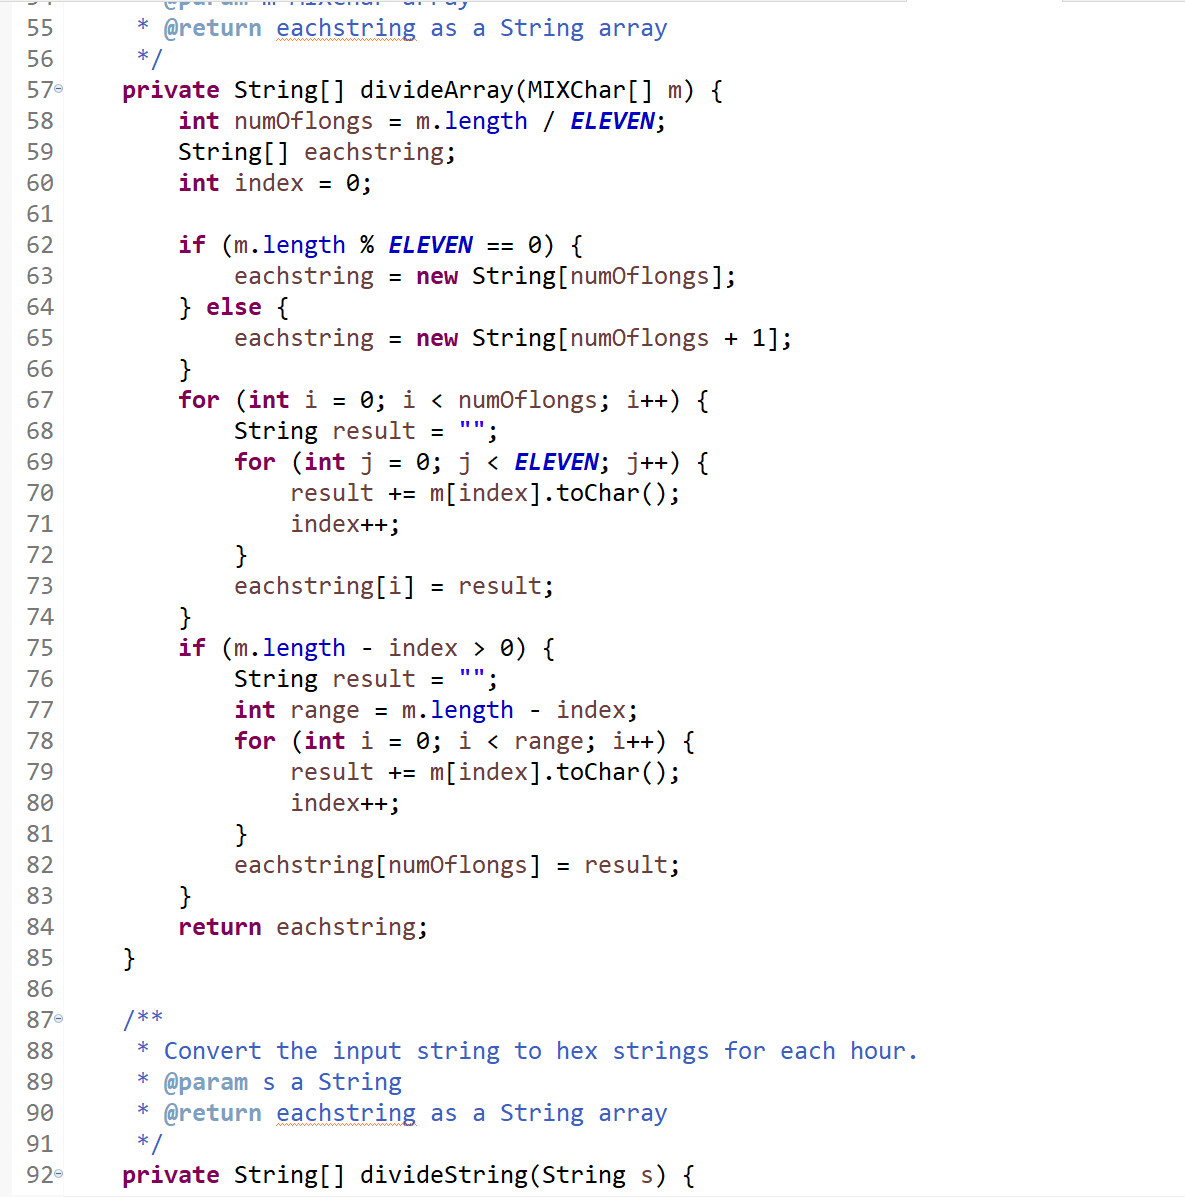 55 * @return eachstring as a String array
56 */
57 private String[] divideArray(MIXChar[] m) {
58 int numOflongs = m.length / ELEVEN;
59 String[] eachstring;
60 int index = 0;
61
62 if (m.length % ELEVEN == 0) {
63 eachstring = new String[numOflongs];
64 } else {
65 eachstring = new String[numOflongs + 1];
66 }
67 for (int i = 0; i < numOflongs; i++) {
68 String result = "";
69 for (int j = 0; j < ELEVEN; j++) {
70 result += m[index].toChar();
71 index++;
72 }
73 eachstring[i] = result;
74 }
75 if (m.length - index > 0) {
76 String result = "";
77 int range = m.length - index;
78 for (int i = 0; i < range; i++) {
79 result += m[index].toChar();
80 index++;
81 }
82 eachstring[numOflongs] = result;
83 }
84 return eachstring;
85 }
86
87 /**
88 * Convert the input string to hex strings for each hour.
89 * @param s a String
90 * @return eachstring as a String array
91 */
92 private String[] divideString(String s) {